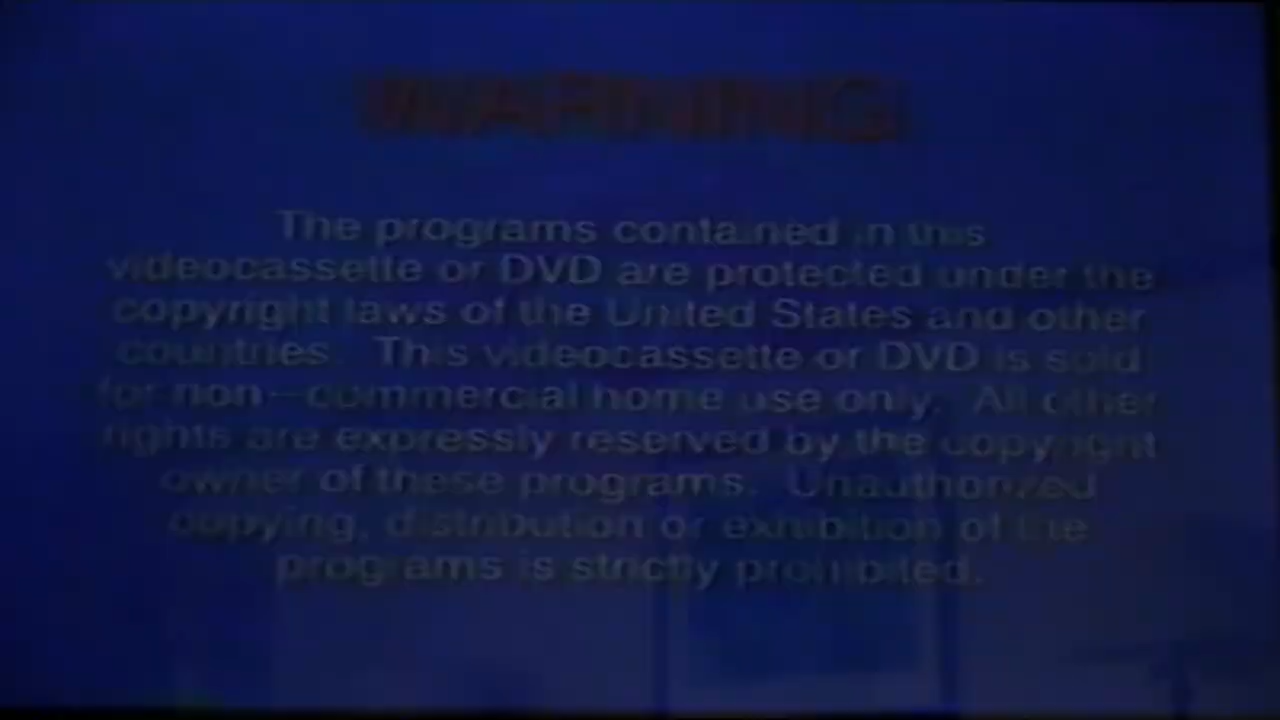 WARNING
The programs contained in this
videocassette or DVD are protected under the
copyright laws of the United States and other
countries. This videocassette or DVD is sold
for non-commercial home use only. All other
rights are expressly reserved by the copyright
owner of these programs. Unauthorized
copying, distribution or exhibition of the
programs is strictly prohibited.